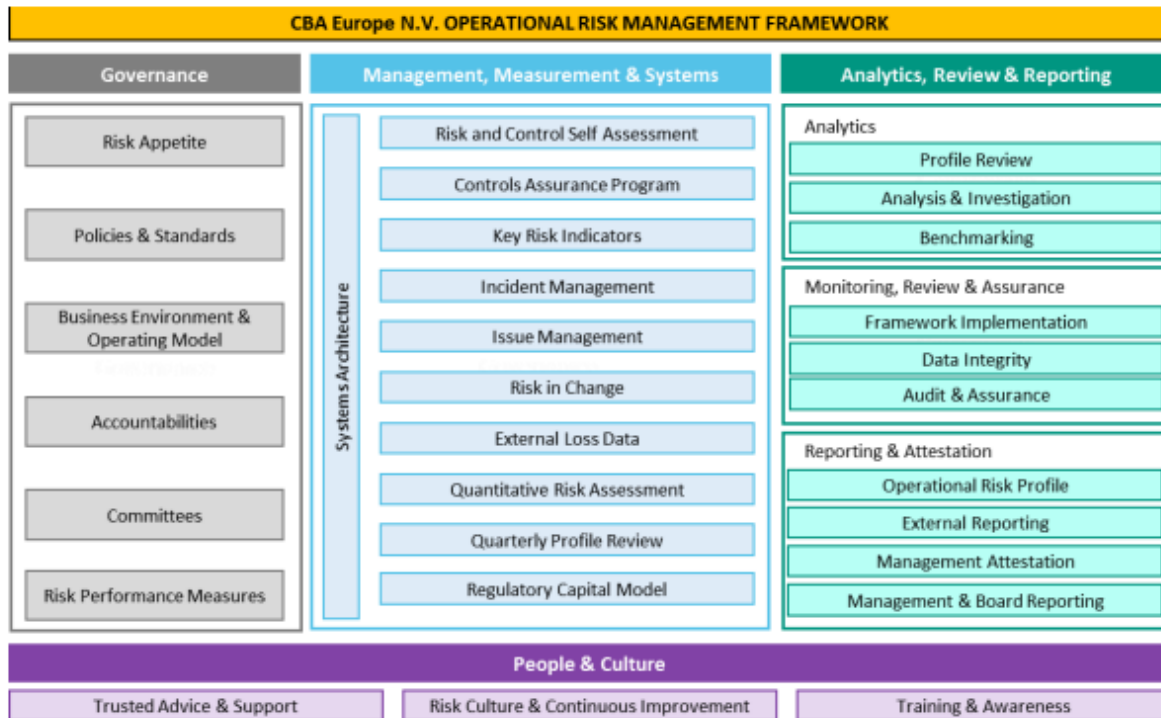 CBA Europe N.V. OPERATIONAL RISK MANAGEMENT FRAMEWORK
Governance
Risk Appetite
Policies & Standards
Business Environment &
Operating Model
Accountabilities
Committees
Risk Performance Measures
Management, Measurement & Systems
Systems Architecture
Risk and Control Self Assessment
Controls Assurance Program
Key Risk Indicators
Incident Management
Issue Management
Risk in Change
External Loss Data
Quantitative Risk Assessment
Quarterly Profile Review
Regulatory Capital Model
Analytics, Review & Reporting
Analytics
Profile Review
Analysis & Investigation
Benchmarking
Monitoring, Review & Assurance
Framework Implementation
Data Integrity
Audit & Assurance
Reporting & Attestation
Operational Risk Profile
External Reporting
Management Attestation
Management & Board Reporting
People & Culture
Trusted Advice & Support
Risk Culture & Continuous Improvement
Training & Awareness